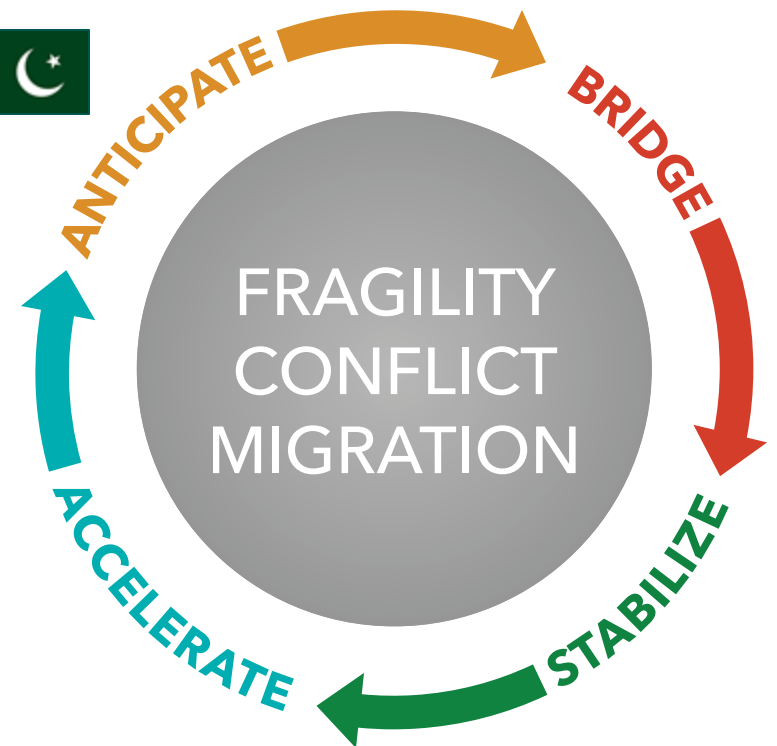 ANTICIPATE
BRIDGE
STABILIZE
ACCELERATE
FRAGILITY
CONFLICT
MIGRATION